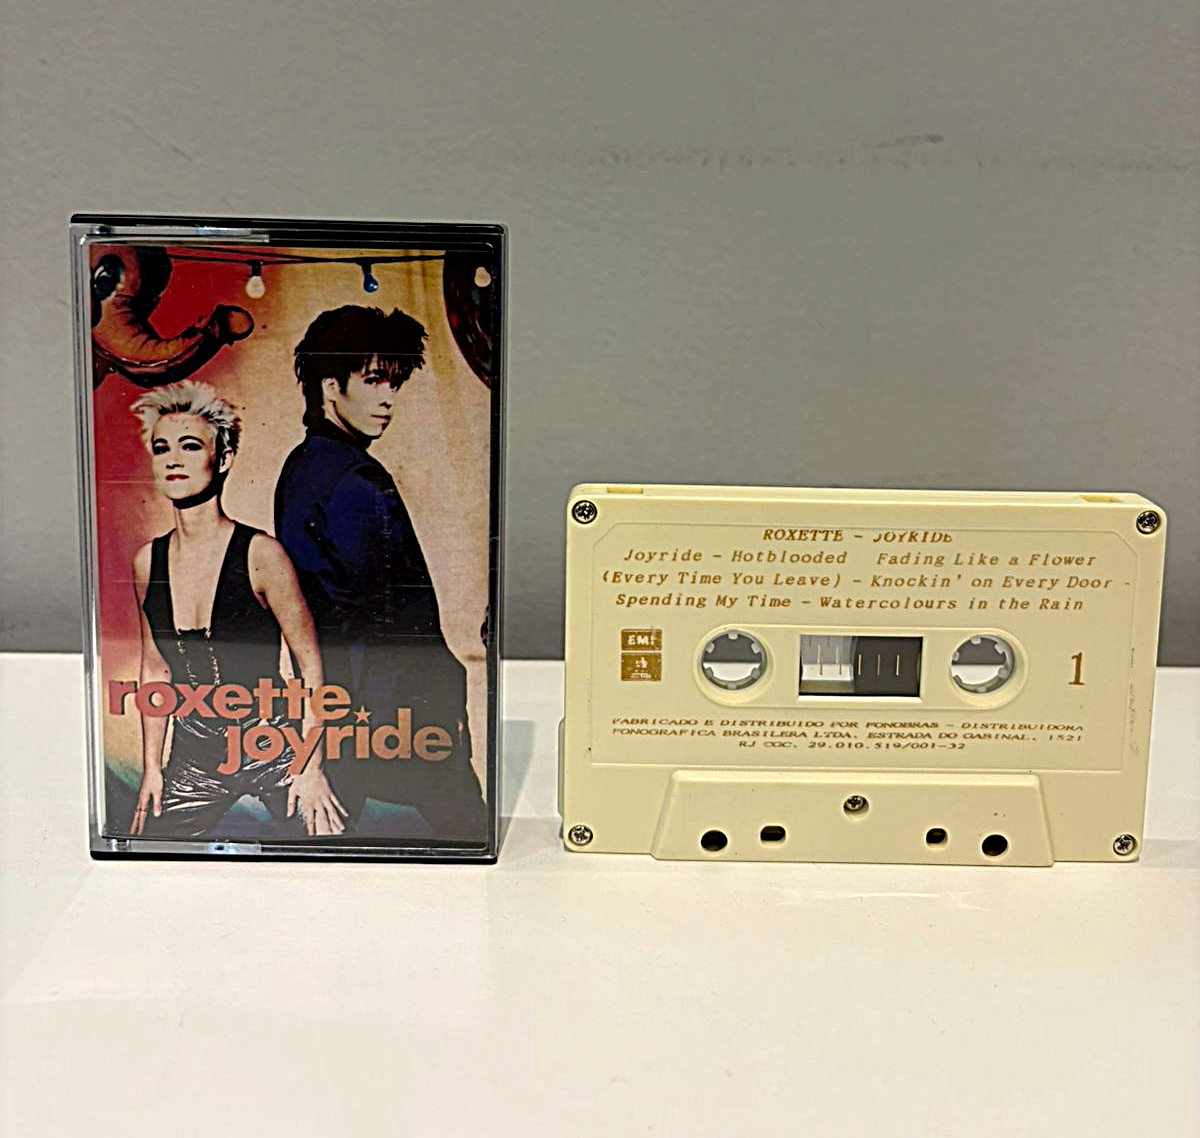 roxette
joyride
ROXETTE - JOYRIDE
Joyride - Hotblooded Fading Like a Flower
(Every Time You Leave) - Knockin' on Every Door -
Spending My Time - Watercolours in the Rain
EMI
1
FABRICADO E DISTRIBUIDO POR FONOBRAS - DISTRIBUIDORA
FONOGRAFICA BRASILERA LTDA. ESTRADA DO GABINAL, 1521
RJ CGC. 29.010.519/001-32